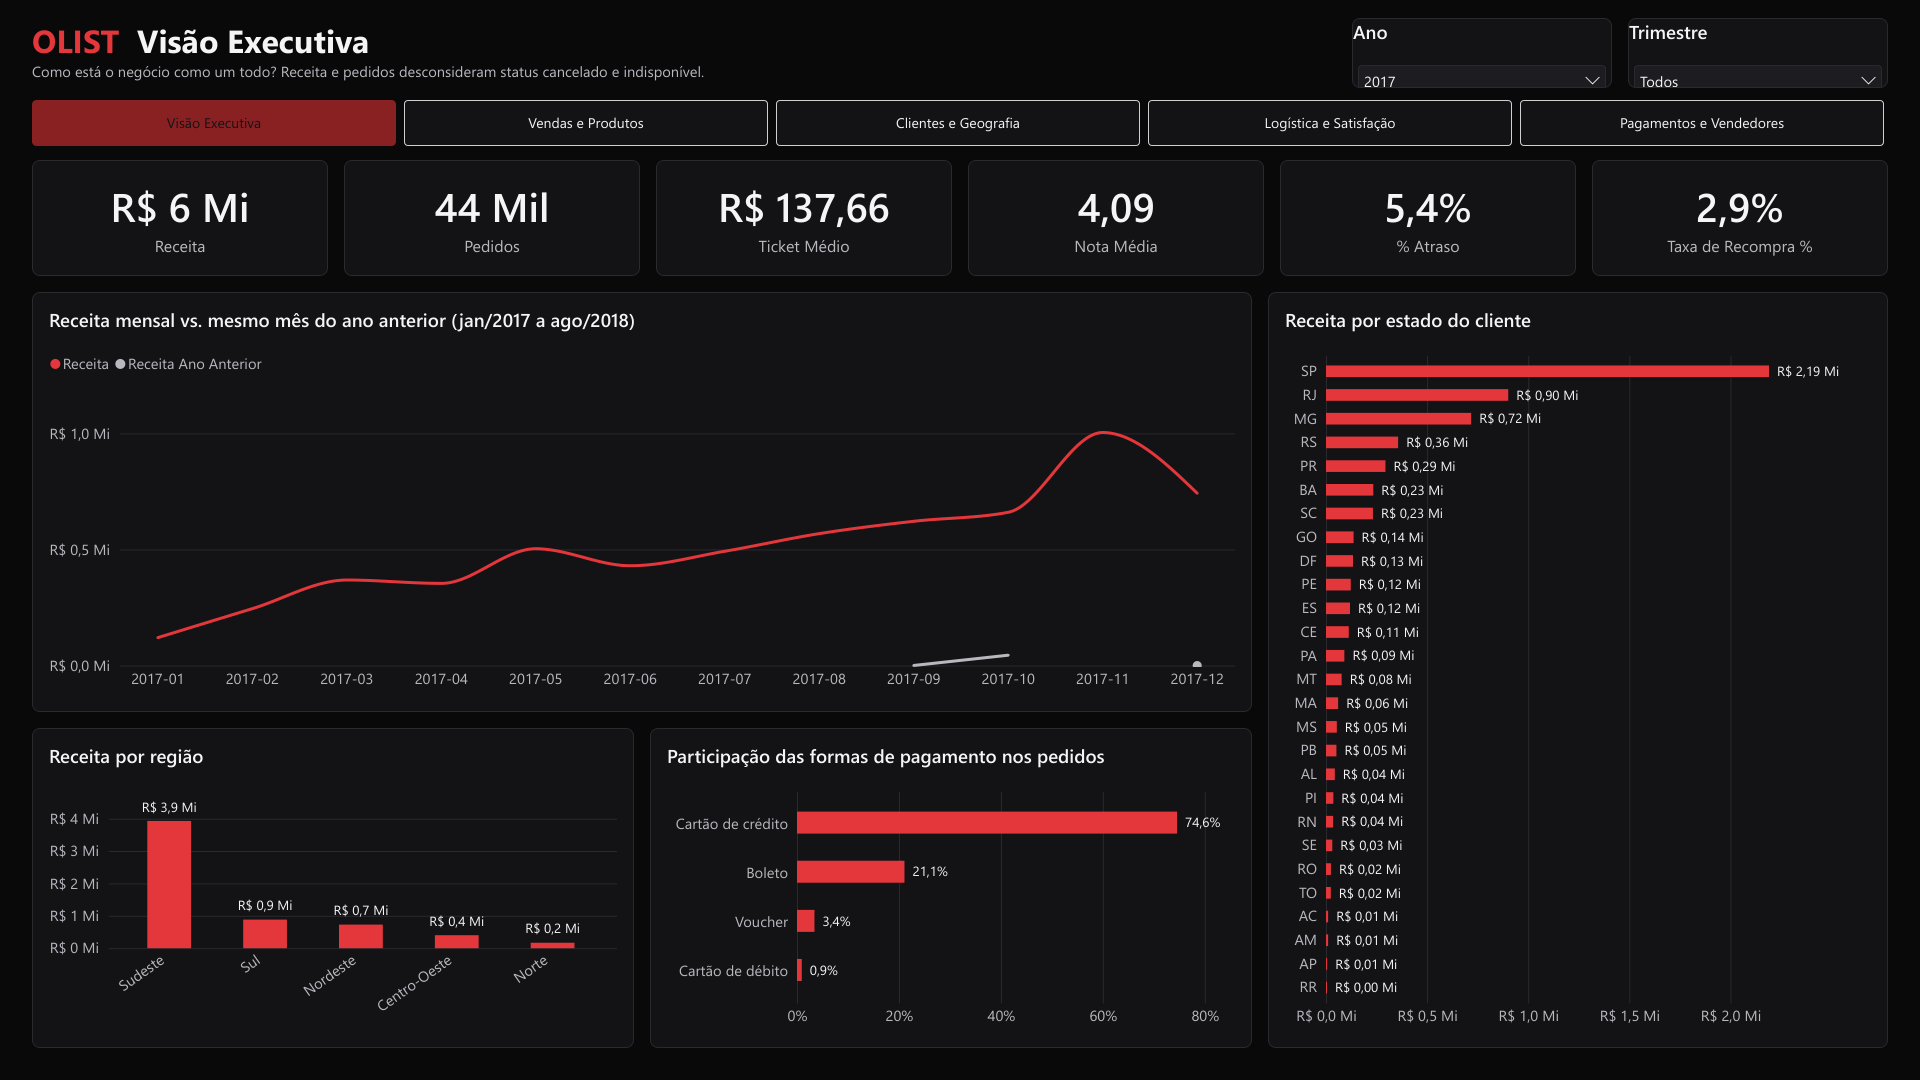 OLIST Visão Executiva
Como está o negócio como um todo? Receita e pedidos desconsideram status cancelado e indisponível.
Ano
2017
Trimestre
Todos
Visão Executiva
Vendas e Produtos
Clientes e Geografia
Logística e Satisfação
Pagamentos e Vendedores
R$ 6 Mi
Receita
44 Mil
Pedidos
R$ 137,66
Ticket Médio
4,09
Nota Média
5,4%
% Atraso
2,9%
Taxa de Recompra %
Receita mensal vs. mesmo mês do ano anterior (jan/2017 a ago/2018)
Receita Receita Ano Anterior
R$ 1,0 Mi
R$ 0,5 Mi
R$ 0,0 Mi
2017-01 2017-02 2017-03 2017-04 2017-05 2017-06 2017-07 2017-08 2017-09 2017-10 2017-11 2017-12
Receita por estado do cliente
SP R$ 2,19 Mi
RJ R$ 0,90 Mi
MG R$ 0,72 Mi
RS R$ 0,36 Mi
PR R$ 0,29 Mi
BA R$ 0,23 Mi
SC R$ 0,23 Mi
GO R$ 0,14 Mi
DF R$ 0,13 Mi
PE R$ 0,12 Mi
ES R$ 0,12 Mi
CE R$ 0,11 Mi
PA R$ 0,09 Mi
MT R$ 0,08 Mi
MA R$ 0,06 Mi
MS R$ 0,05 Mi
PB R$ 0,05 Mi
AL R$ 0,04 Mi
PI R$ 0,04 Mi
RN R$ 0,04 Mi
SE R$ 0,03 Mi
RO R$ 0,02 Mi
TO R$ 0,02 Mi
AC R$ 0,01 Mi
AM R$ 0,01 Mi
AP R$ 0,01 Mi
RR R$ 0,00 Mi
R$ 0,0 Mi R$ 0,5 Mi R$ 1,0 Mi R$ 1,5 Mi R$ 2,0 Mi
Receita por região
R$ 4 Mi
R$ 3 Mi
R$ 2 Mi
R$ 1 Mi
R$ 0 Mi
R$ 3,9 Mi
R$ 0,9 Mi
R$ 0,7 Mi
R$ 0,4 Mi
R$ 0,2 Mi
Sudeste Sul Nordeste Centro-Oeste Norte
Participação das formas de pagamento nos pedidos
Cartão de crédito 74,6%
Boleto 21,1%
Voucher 3,4%
Cartão de débito 0,9%
0% 20% 40% 60% 80%